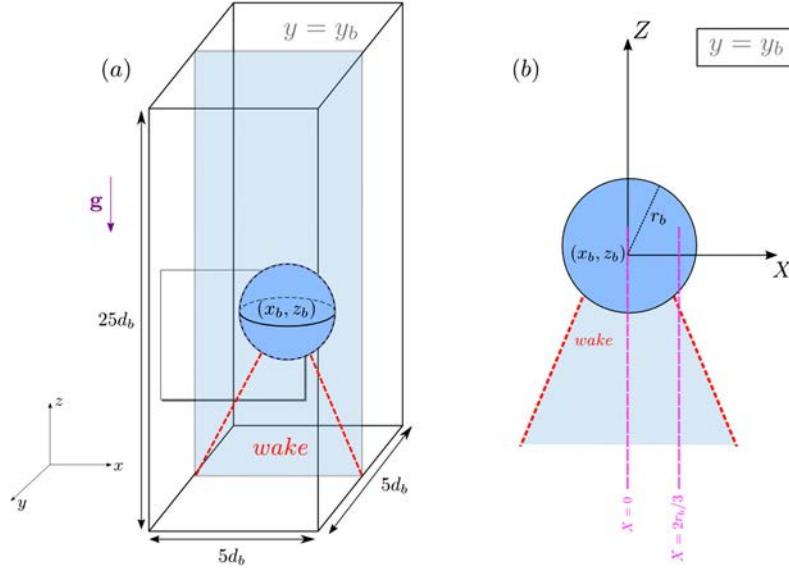 (a)
y = y_b
g
(x_b, z_b)
25d_b
wake
z
x
y
5d_b
5d_b
(b)
Z
y = y_b
r_b
(x_b, z_b)
X
wake
X = 0
X = 2r_b/3